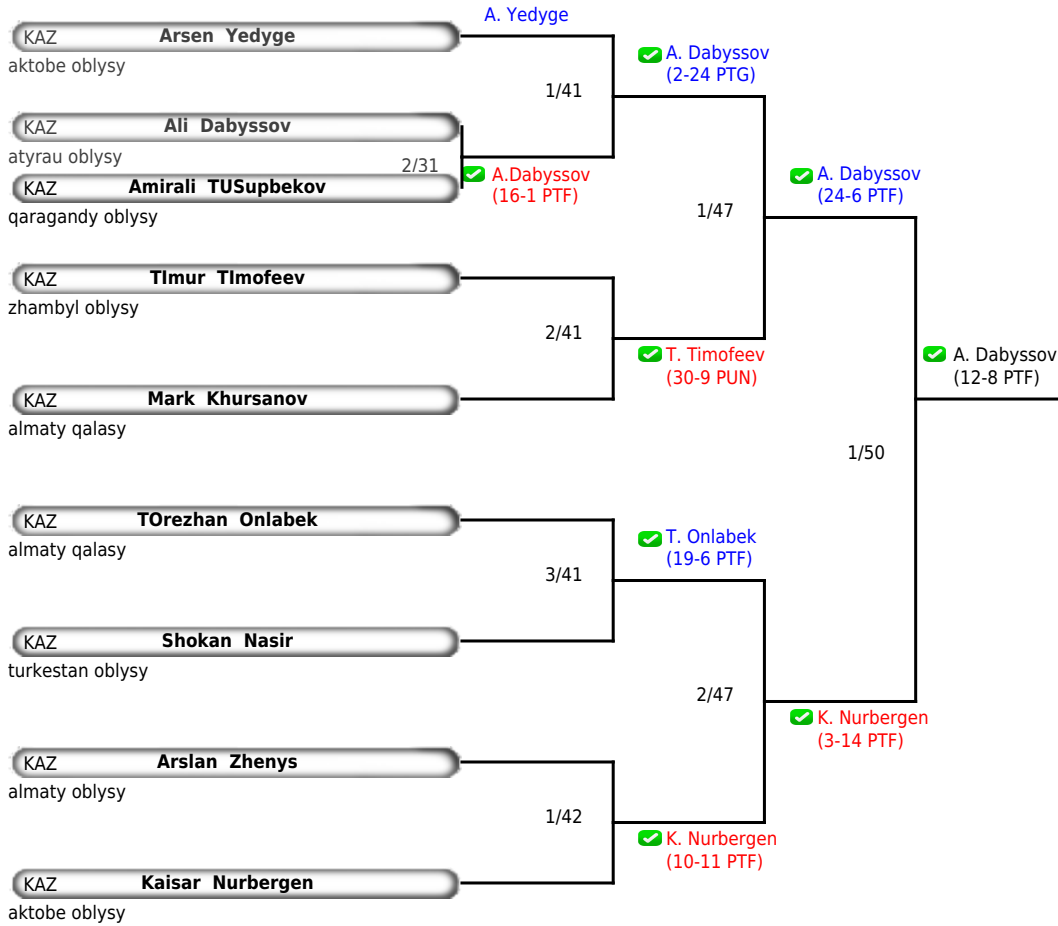 A. Yedyge
KAZ Arsen Yedyge
aktobe oblysy
A. Dabyssov
(2-24 PTG)
1/41
KAZ Ali Dabyssov
atyrau oblysy
2/31
A.Dabyssov
(16-1 PTF)
KAZ Amirali TUSupbekov
qaragandy oblysy
A. Dabyssov
(24-6 PTF)
1/47
KAZ TImur TImofeev
zhambyl oblysy
2/41
T. Timofeev
(30-9 PUN)
A. Dabyssov
(12-8 PTF)
KAZ Mark Khursanov
almaty qalasy
1/50
KAZ TOrezhan Onlabek
almaty qalasy
T. Onlabek
(19-6 PTF)
3/41
KAZ Shokan Nasir
turkestan oblysy
2/47
K. Nurbergen
(3-14 PTF)
KAZ Arslan Zhenys
almaty oblysy
1/42
K. Nurbergen
(10-11 PTF)
KAZ Kaisar Nurbergen
aktobe oblysy